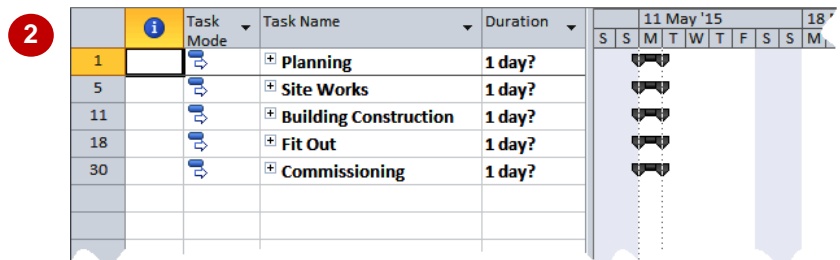 2
i Task Mode Task Name Duration 11 May '15 18
S S M T W T F S S M
1 Planning 1 day?
5 Site Works 1 day?
11 Building Construction 1 day?
18 Fit Out 1 day?
30 Commissioning 1 day?